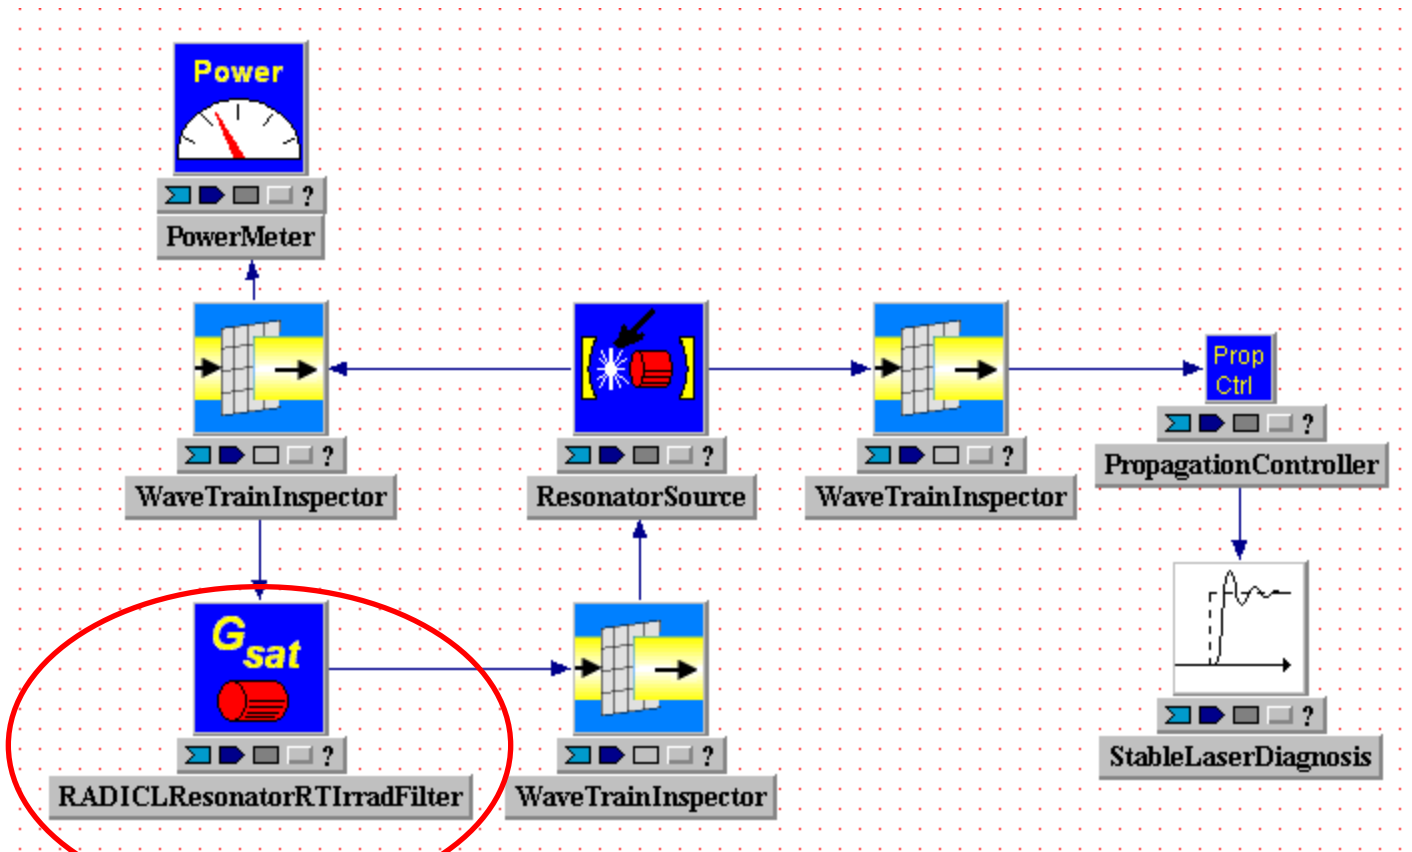 Power
?
PowerMeter
?
WaveTrainInspector
?
ResonatorSource
?
WaveTrainInspector
Prop
Ctrl
?
PropagationController
Gsat
?
RADICLResonatorRTIrradFilter
?
WaveTrainInspector
?
StableLaserDiagnosis